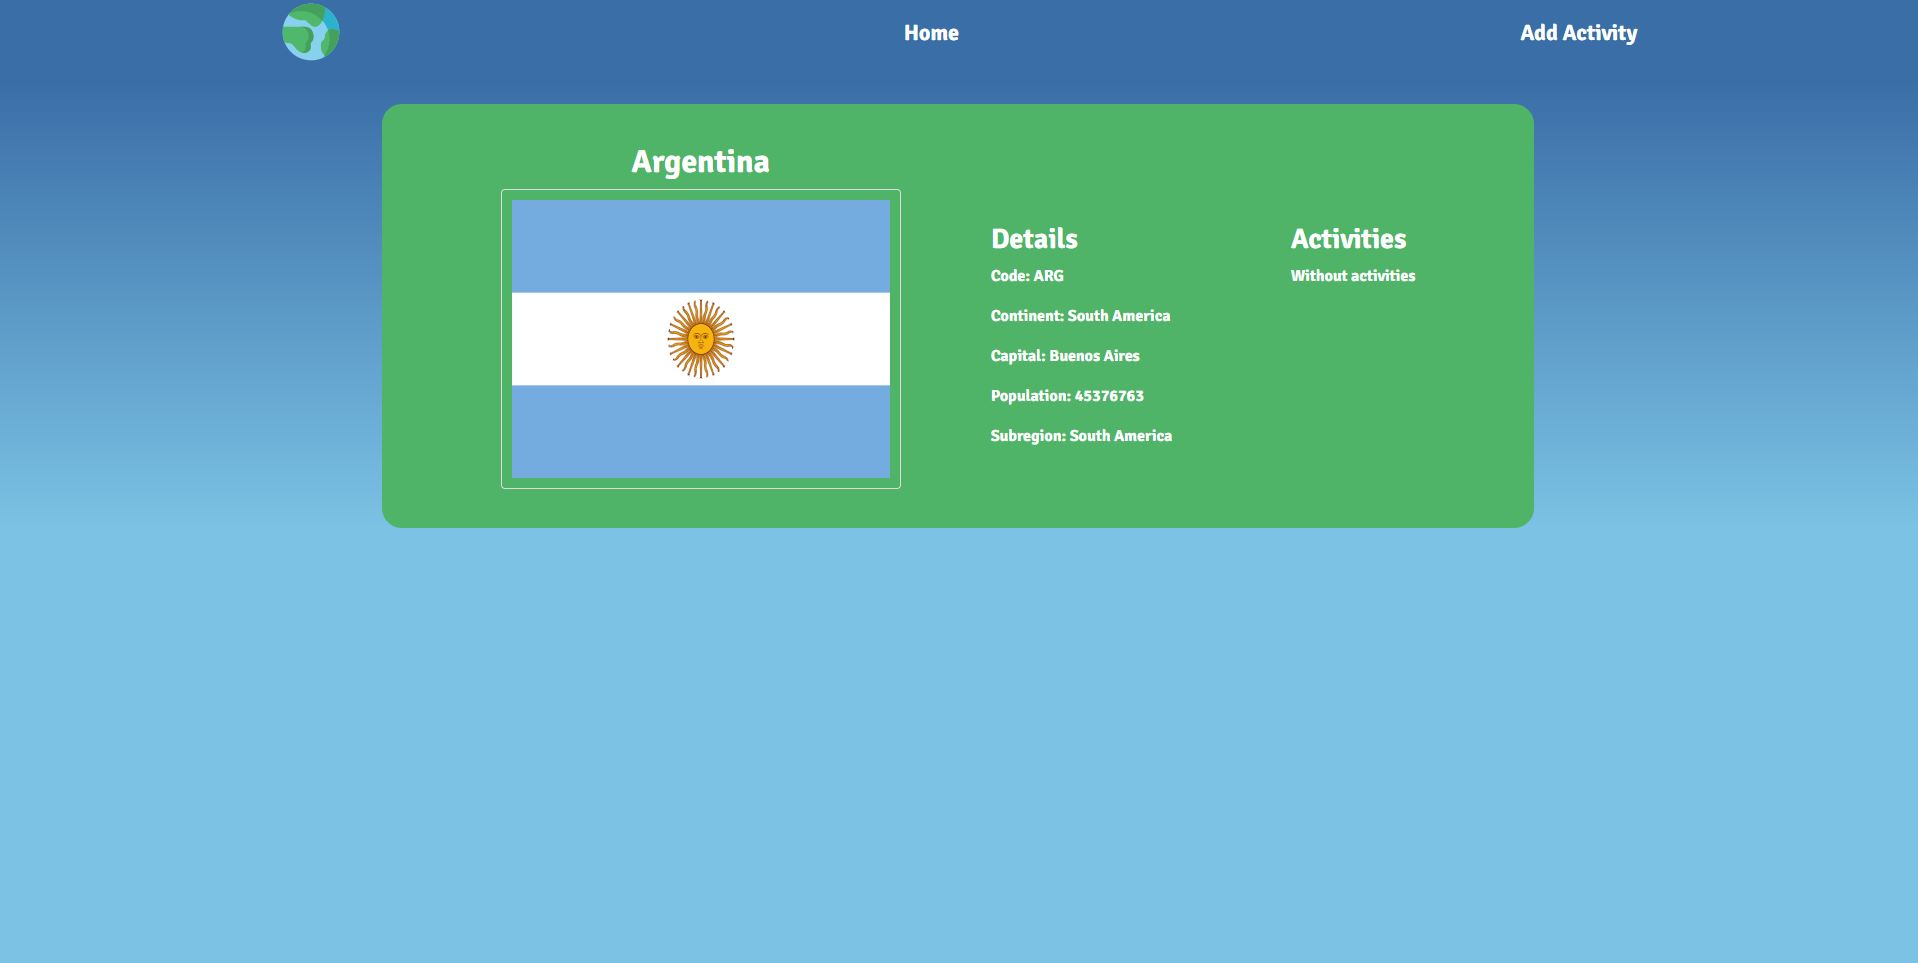 Home
Add Activity
Argentina
Details
Code: ARG
Continent: South America
Capital: Buenos Aires
Population: 45376763
Subregion: South America
Activities
Without activities